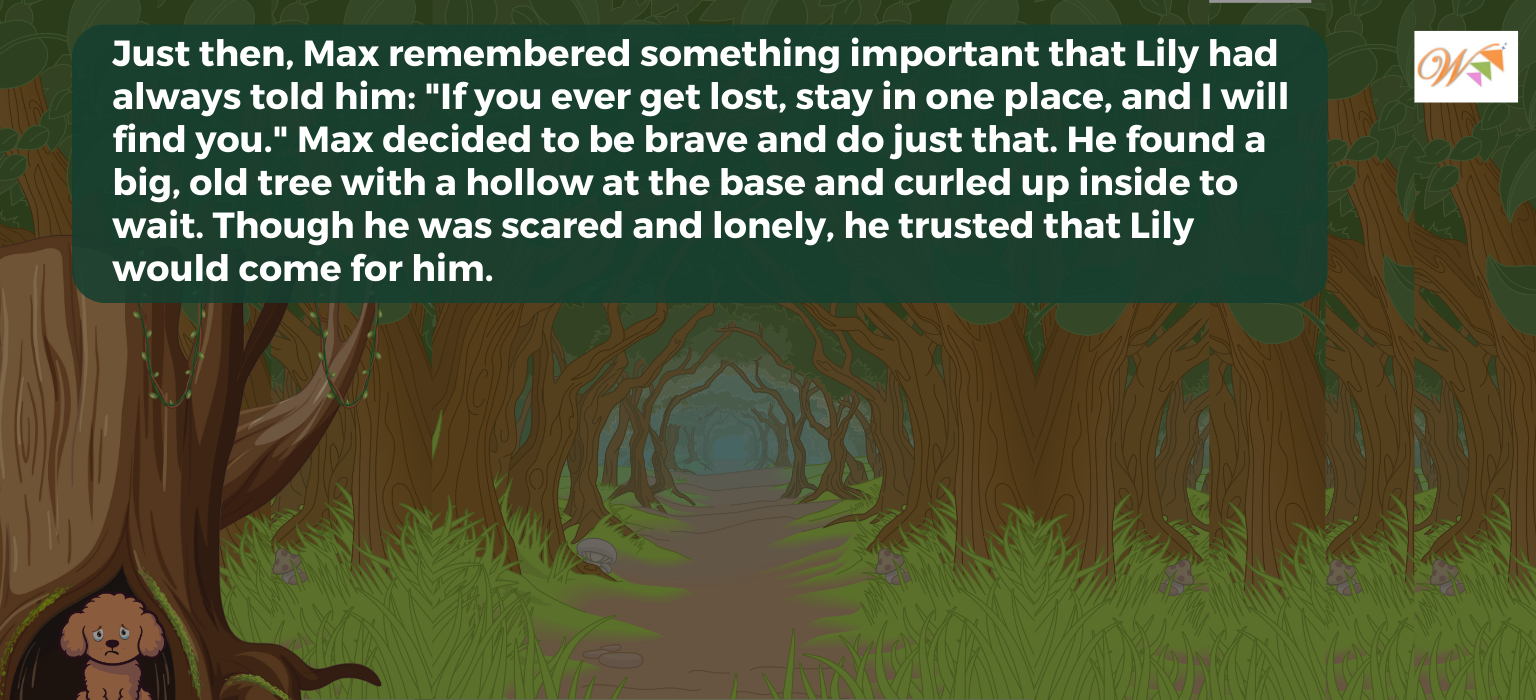 Just then, Max remembered something important that Lily had
always told him: "If you ever get lost, stay in one place, and I will
find you." Max decided to be brave and do just that. He found a
big, old tree with a hollow at the base and curled up inside to
wait. Though he was scared and lonely, he trusted that Lily
would come for him.
W